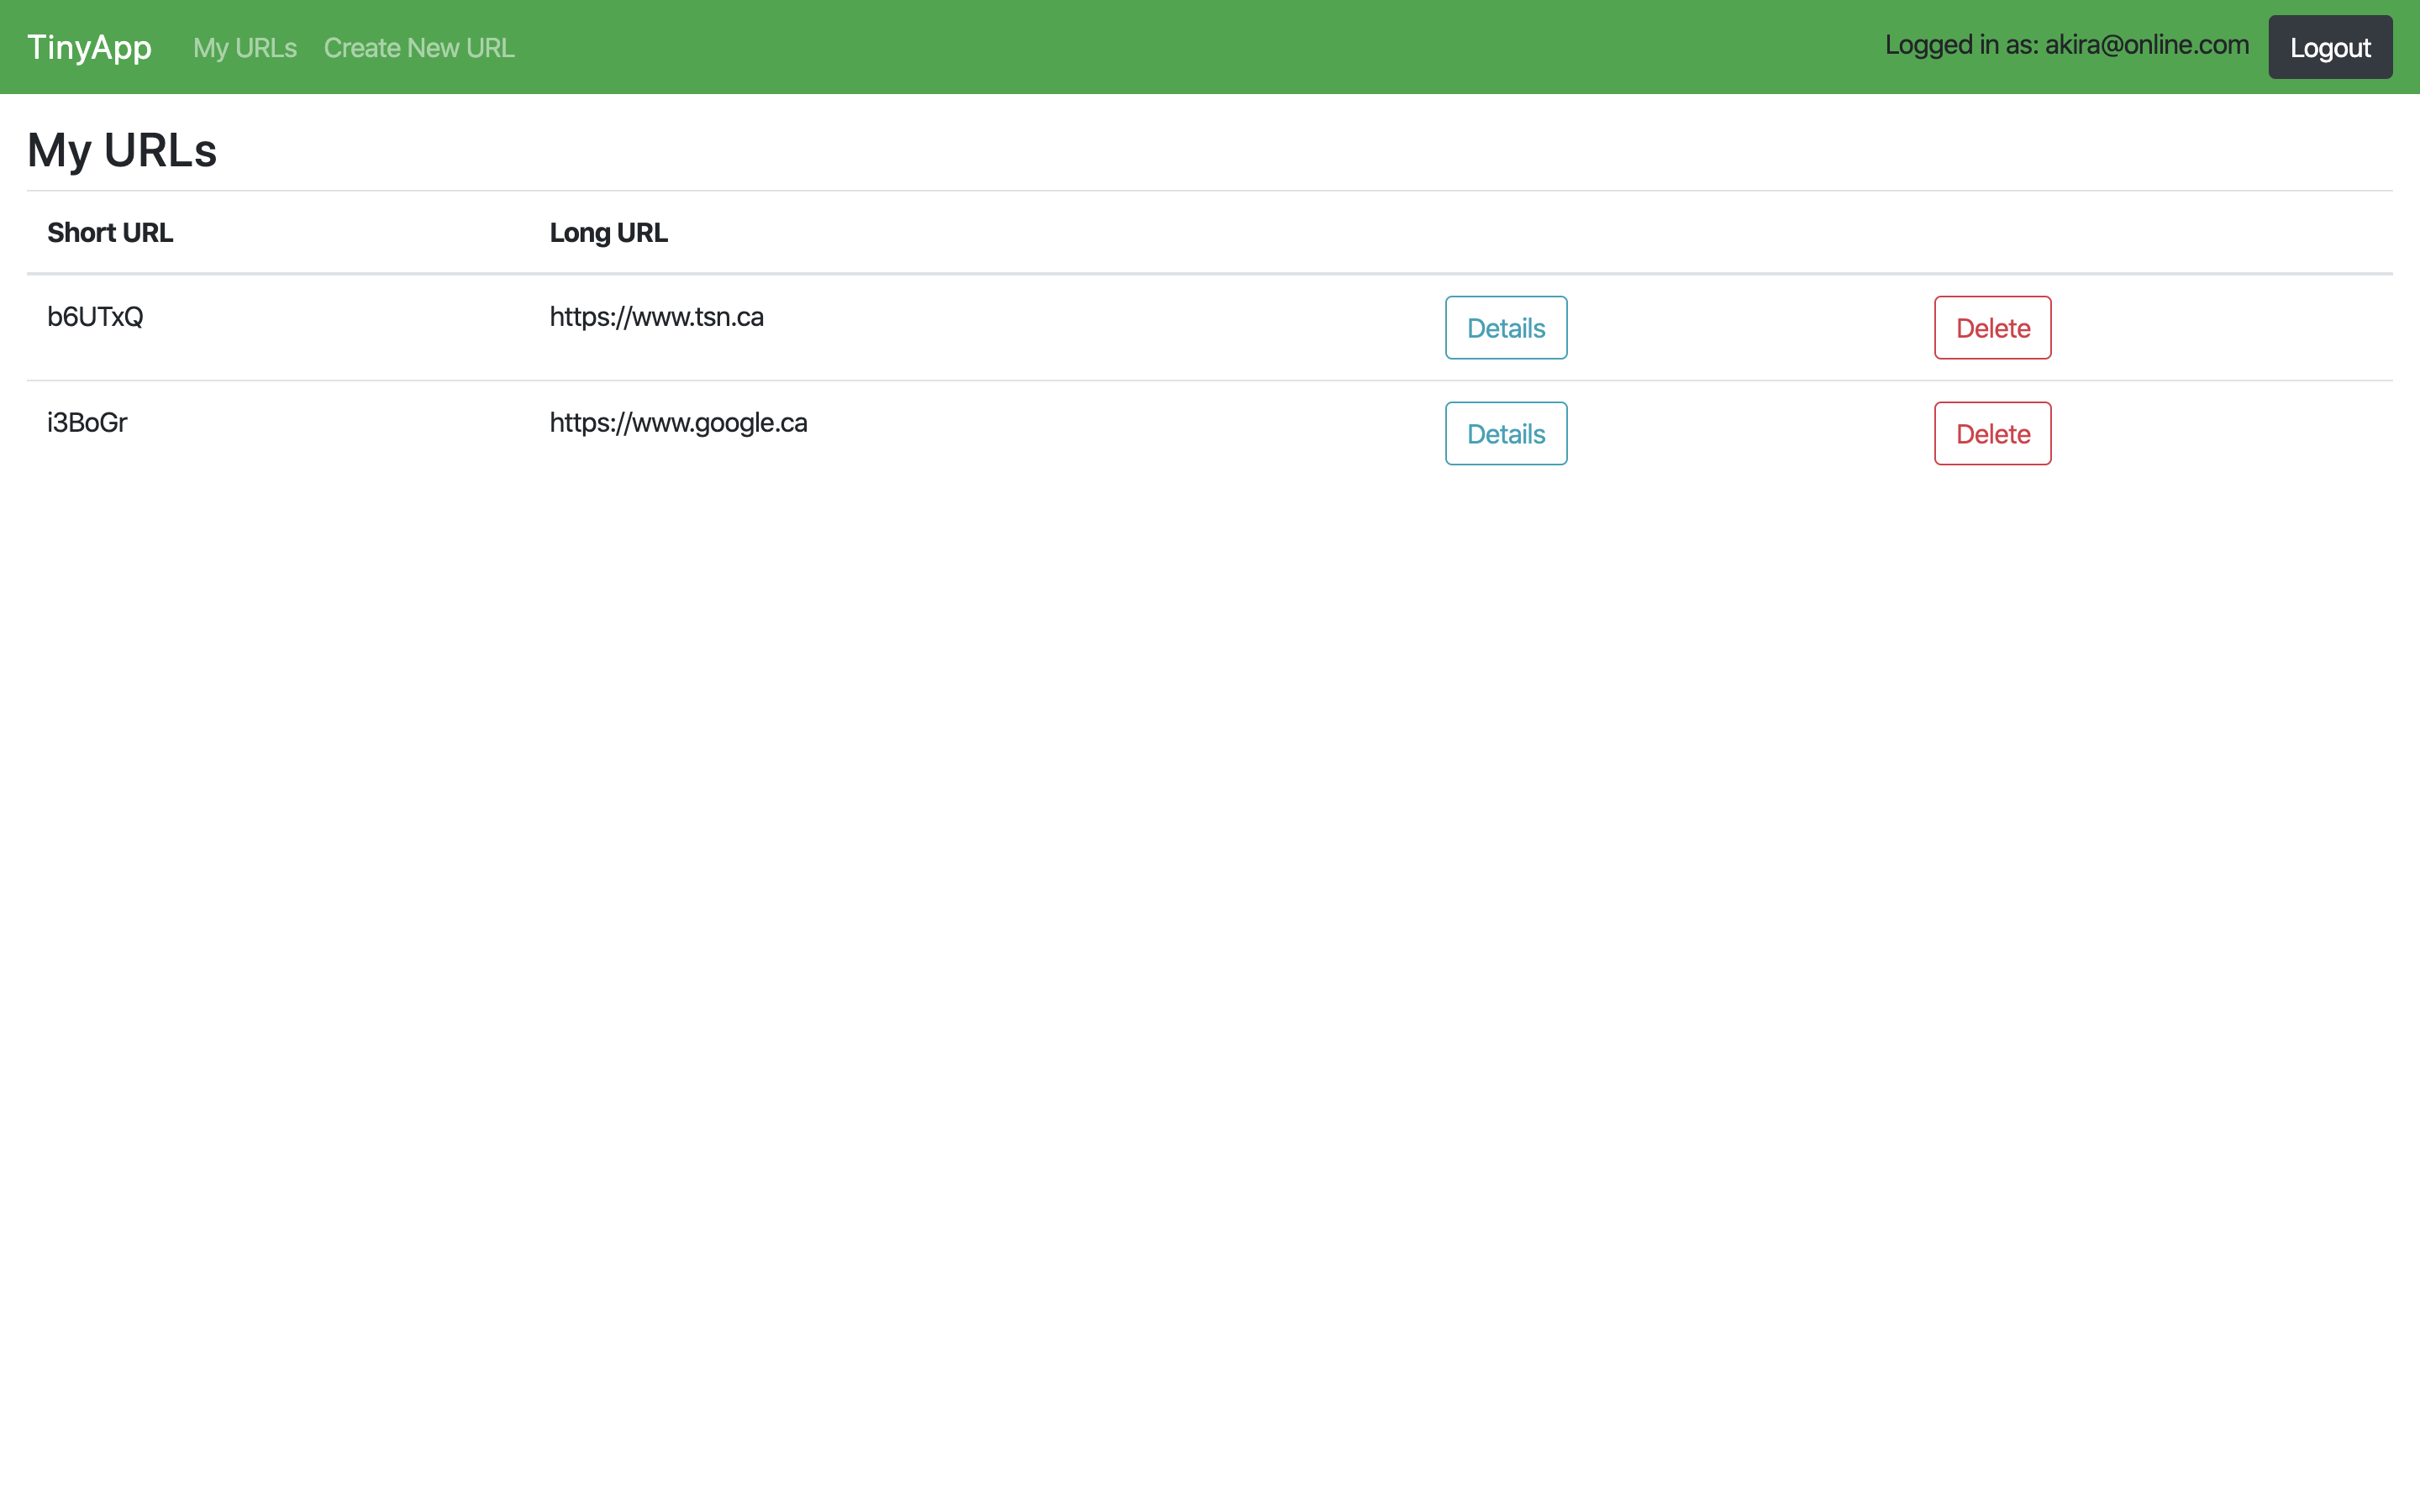 TinyApp My URLs Create New URL Logged in as: akira@online.com Logout
My URLs
Short URL Long URL
b6UTxQ https://www.tsn.ca Details Delete
i3BoGr https://www.google.ca Details Delete